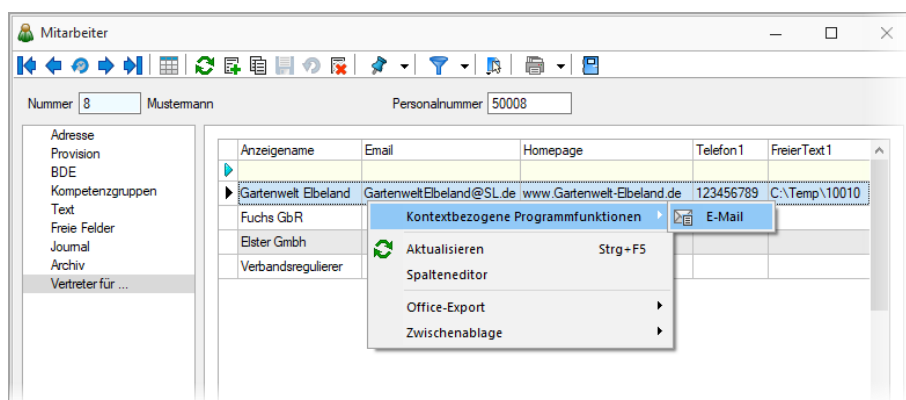 Mitarbeiter
Nummer 8 Mustermann Personalnummer 50008
Adresse
Provision
BDE
Kompetenzgruppen
Text
Freie Felder
Journal
Archiv
Vertreter für ...
Anzeigename Email Homepage Telefon1 FreierText1
Gartenwelt Elbeland GartenweltElbeland@SL.de www.Gartenwelt-Elbeland.de 123456789 C:\Temp\10010
Fuchs GbR
Elster Gmbh
Verbandsregulierer
Kontextbezogene Programmfunktionen
E-Mail
Aktualisieren Strg+F5
Spalteneditor
Office-Export
Zwischenablage